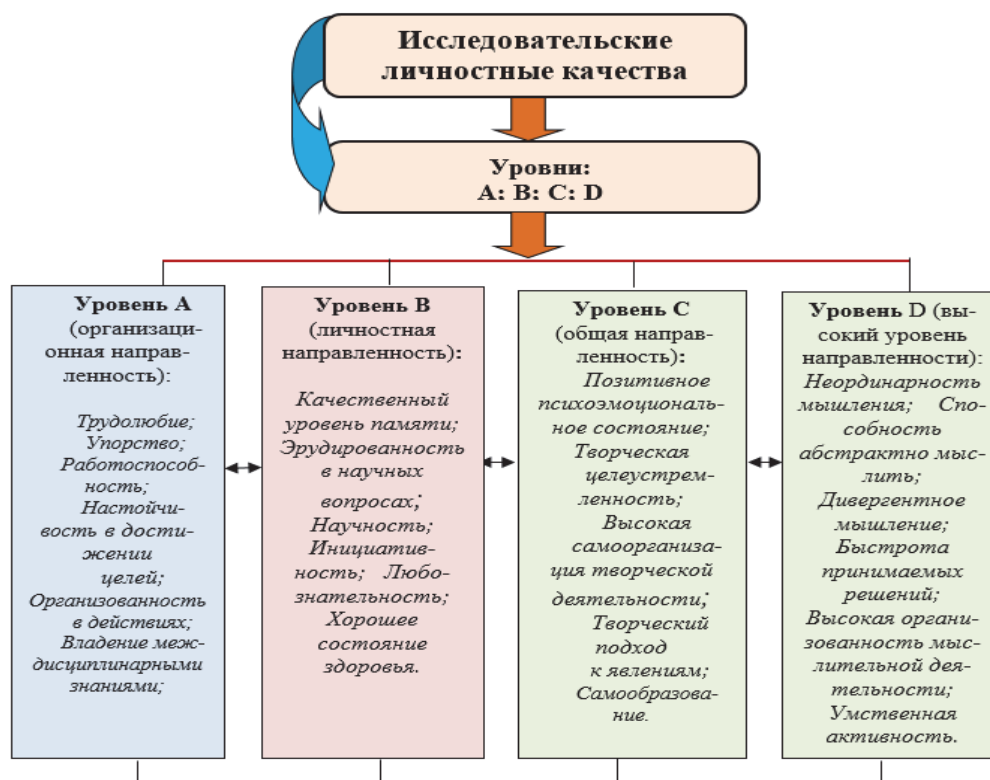 Исследовательские
личностные качества
Уровни:
A: B: C: D
Уровень A
(организаци-
онная направ-
ленность):
Трудолюбие;
Упорство;
Работоспособ-
ность;
Настойчи-
вость в дости-
жении
целей;
Организованность
в действиях;
Владение меж-
дисциплинарными
знаниями;
Уровень B
(личностная
направленность):
Качественный
уровень памяти;
Эрудированность
в научных
вопросах;
Научность;
Инициатив-
ность; Любо-
знательность;
Хорошее
состояние
здоровья.
Уровень C
(общая направ-
ленность):
Позитивное
психоэмоциональ-
ное состояние;
Творческая
целеустрем-
ленность;
Высокая
самоорганиза-
ция творческой
деятельности;
Творческий
подход
к явлениям;
Самообразова-
ние.
Уровень D (вы-
сокий уровень
направленности):
Неординарность
мышления; Спо-
собность
абстрактно мыс-
лить;
Дивергентное
мышление;
Быстрота
принимаемых
решений;
Высокая органи-
зованность мыс-
лительной дея-
тельности;
Умственная
активность.